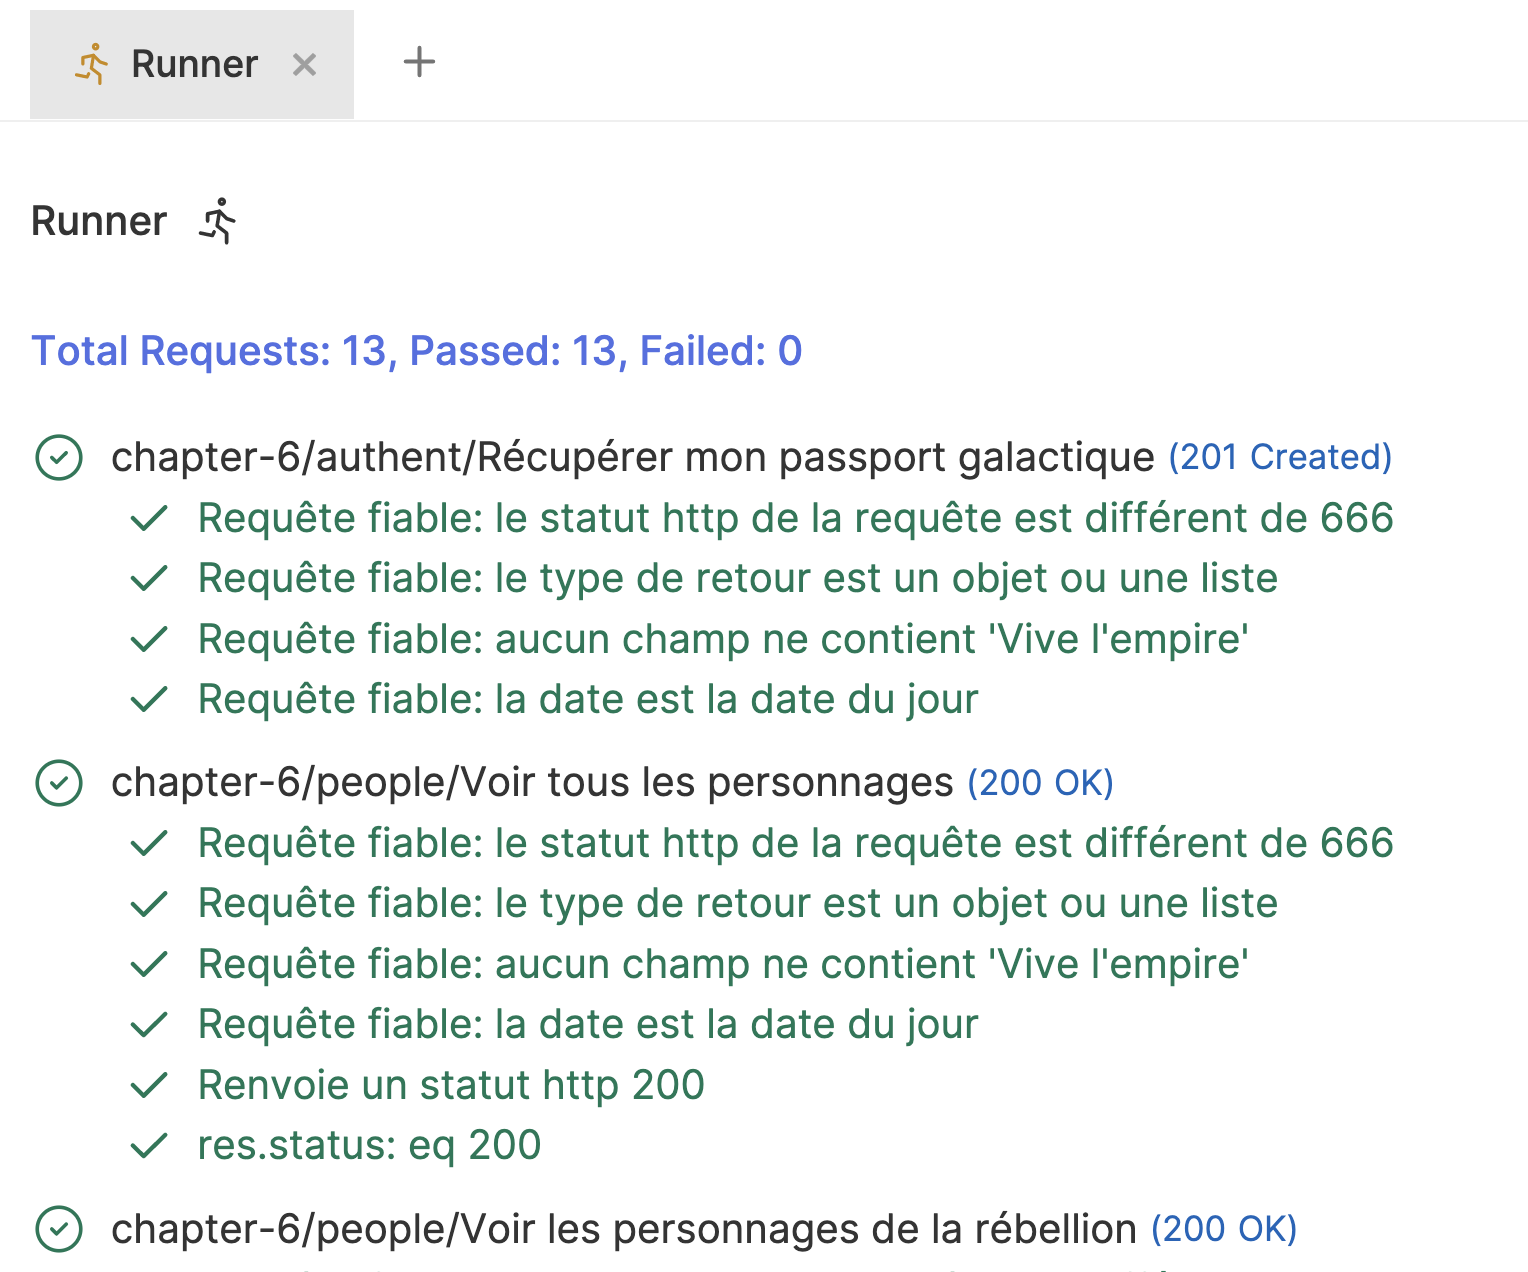 Runner
Runner
Total Requests: 13, Passed: 13, Failed: 0
chapter-6/authent/Récupérer mon passport galactique (201 Created)
Requête fiable: le statut http de la requête est différent de 666
Requête fiable: le type de retour est un objet ou une liste
Requête fiable: aucun champ ne contient 'Vive l'empire'
Requête fiable: la date est la date du jour
chapter-6/people/Voir tous les personnages (200 OK)
Requête fiable: le statut http de la requête est différent de 666
Requête fiable: le type de retour est un objet ou une liste
Requête fiable: aucun champ ne contient 'Vive l'empire'
Requête fiable: la date est la date du jour
Renvoie un statut http 200
res.status: eq 200
chapter-6/people/Voir les personnages de la rébellion (200 OK)